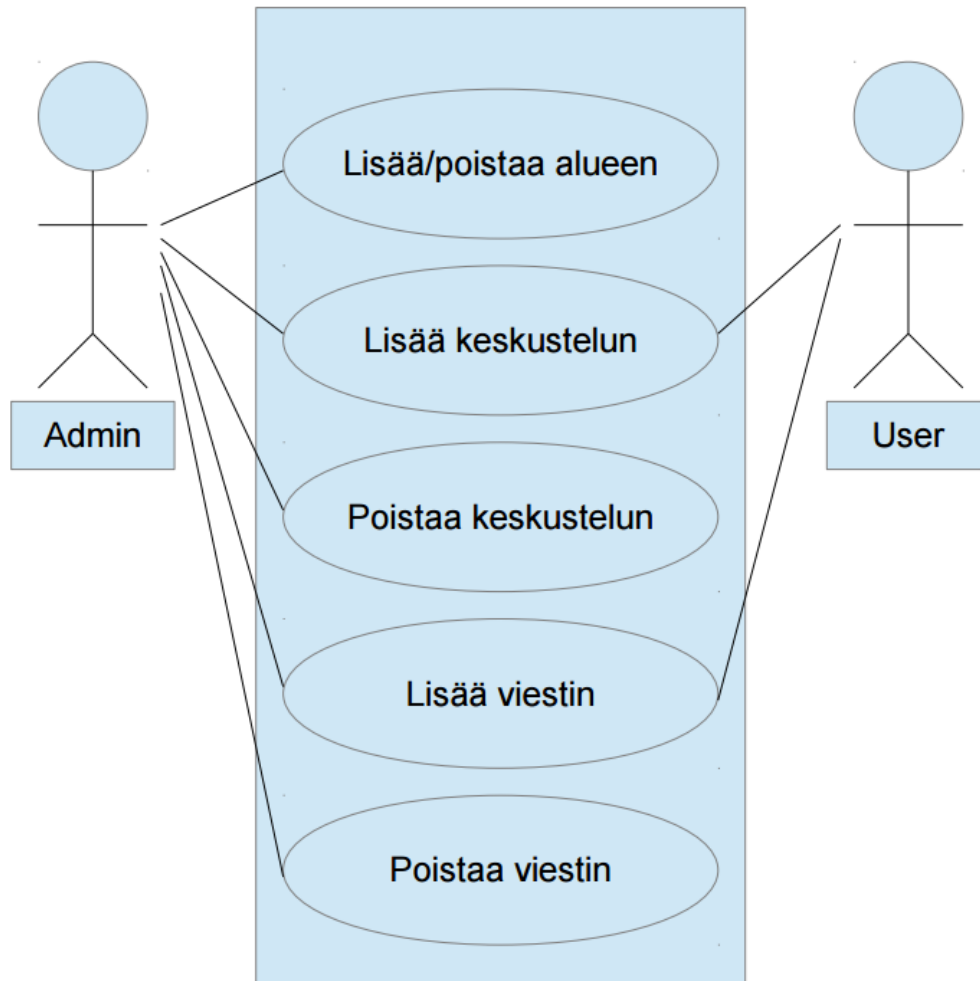 Lisää/poistaa alueen
Lisää keskustelun
Admin
User
Poistaa keskustelun
Lisää viestin
Poistaa viestin